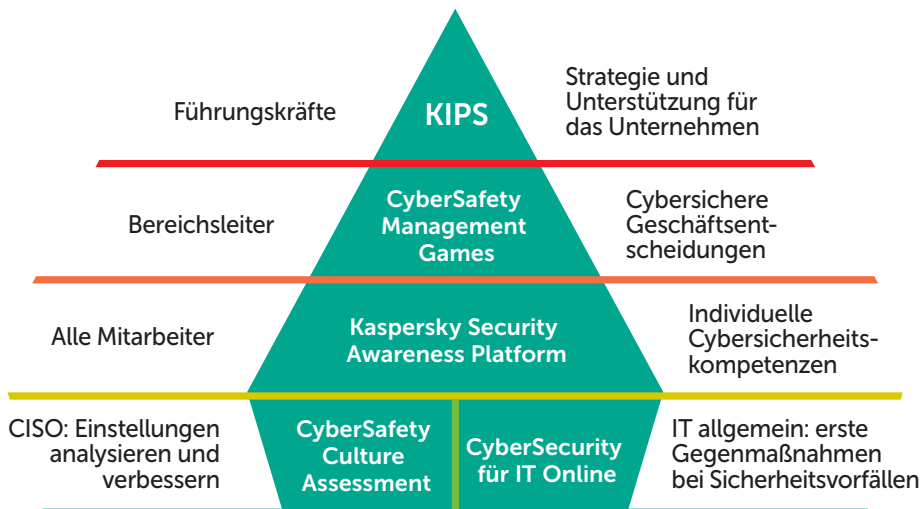 Führungskräfte
KIPS
Strategie und
Unterstützung für
das Unternehmen
Bereichsleiter
CyberSafety
Management
Games
Cybersichere
Geschäftsent-
scheidungen
Alle Mitarbeiter
Kaspersky Security
Awareness Platform
Individuelle
Cybersicherheits-
kompetenzen
CISO: Einstellungen
analysieren und
verbessern
CyberSafety
Culture
Assessment
CyberSecurity
für IT Online
IT allgemein: erste
Gegenmaßnahmen
bei Sicherheitsvorfällen